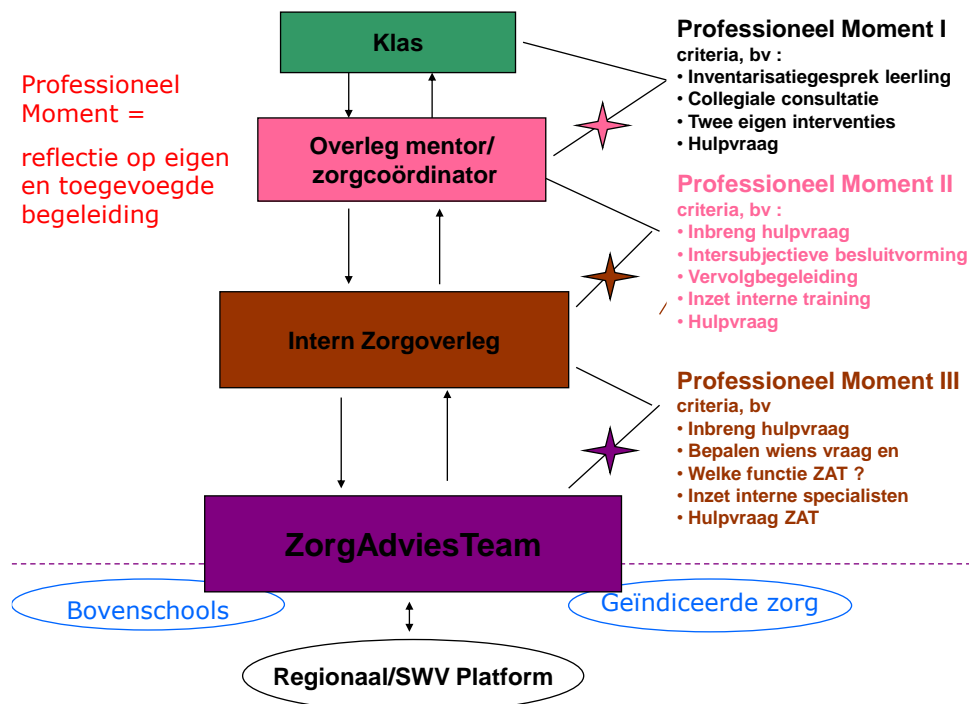 Klas
Professioneel
Moment =
reflectie op eigen
en toegevoegde
begeleiding
Professioneel Moment I
criteria, bv :
• Inventarisatiegesprek leerling
• Collegiale consultatie
• Twee eigen interventies
• Hulpvraag
Overleg mentor/
zorgcoördinator
Professioneel Moment II
criteria, bv :
• Inbreng hulpvraag
• Intersubjectieve besluitvorming
• Vervolgbegeleiding
• Inzet interne training
• Hulpvraag
Intern Zorgoverleg
Professioneel Moment III
criteria, bv
• Inbreng hulpvraag
• Bepalen wiens vraag en
• Welke functie ZAT ?
• Inzet interne specialisten
• Hulpvraag ZAT
ZorgAdviesTeam
Bovenschools
Geïndiceerde zorg
Regionaal/SWV Platform